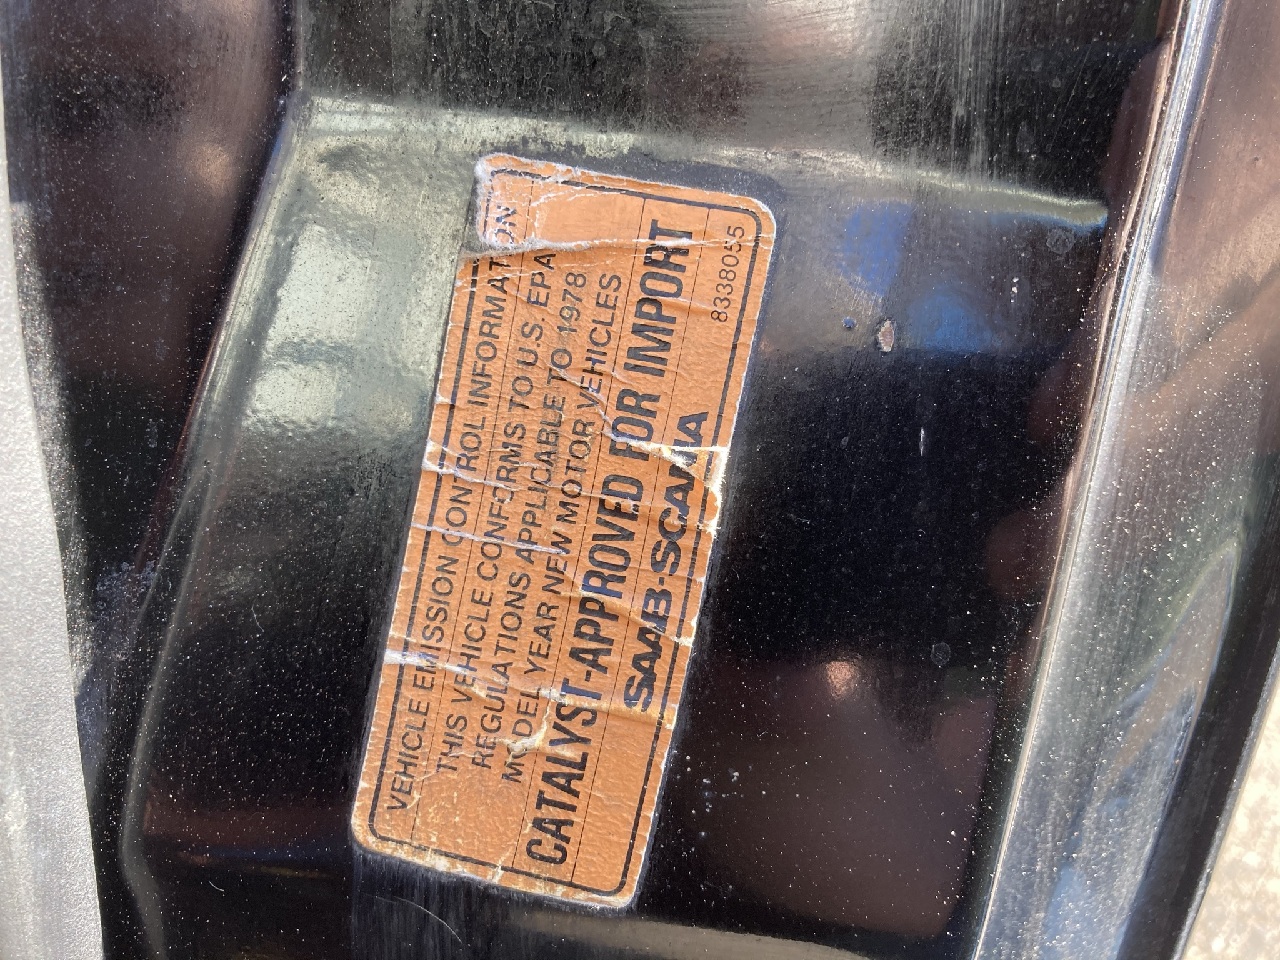 VEHICLE EMISSION CONTROL INFORMATION
THIS VEHICLE CONFORMS TO U.S. EPA
REGULATIONS APPLICABLE TO 1978
MODEL YEAR NEW MOTOR VEHICLES
CATALYST-APPROVED FOR IMPORT
SAAB-SCANIA
8338055